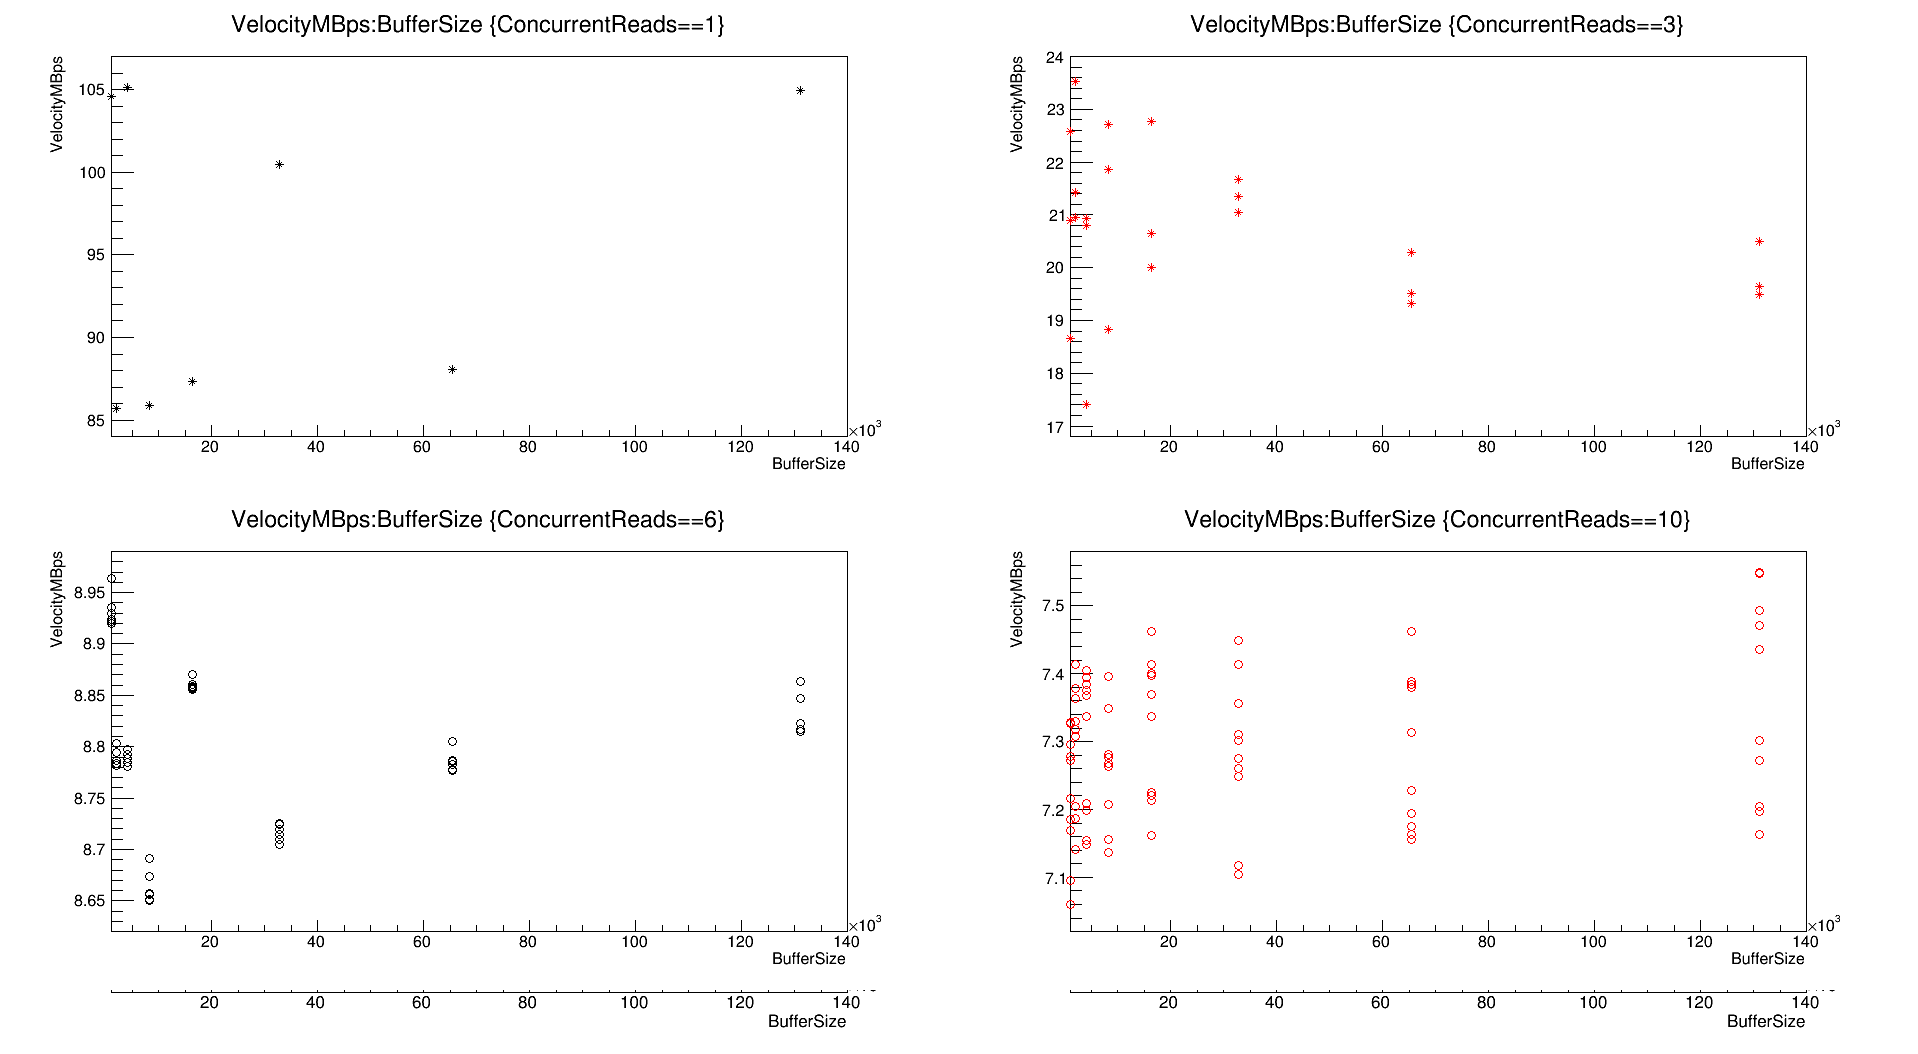 VelocityMBps:BufferSize {ConcurrentReads==1}
VelocityMBps
105
100
95
90
85
20 40 60 80 100 120 140
×10³
BufferSize
VelocityMBps:BufferSize {ConcurrentReads==3}
VelocityMBps
24
23
22
21
20
19
18
17
20 40 60 80 100 120 140
×10³
BufferSize
VelocityMBps:BufferSize {ConcurrentReads==6}
VelocityMBps
8.95
8.9
8.85
8.8
8.75
8.7
8.65
20 40 60 80 100 120 140
×10³
BufferSize
20 40 60 80 100 120 140
BufferSize
VelocityMBps:BufferSize {ConcurrentReads==10}
VelocityMBps
7.5
7.4
7.3
7.2
7.1
20 40 60 80 100 120 140
×10³
BufferSize
20 40 60 80 100 120 140
BufferSize